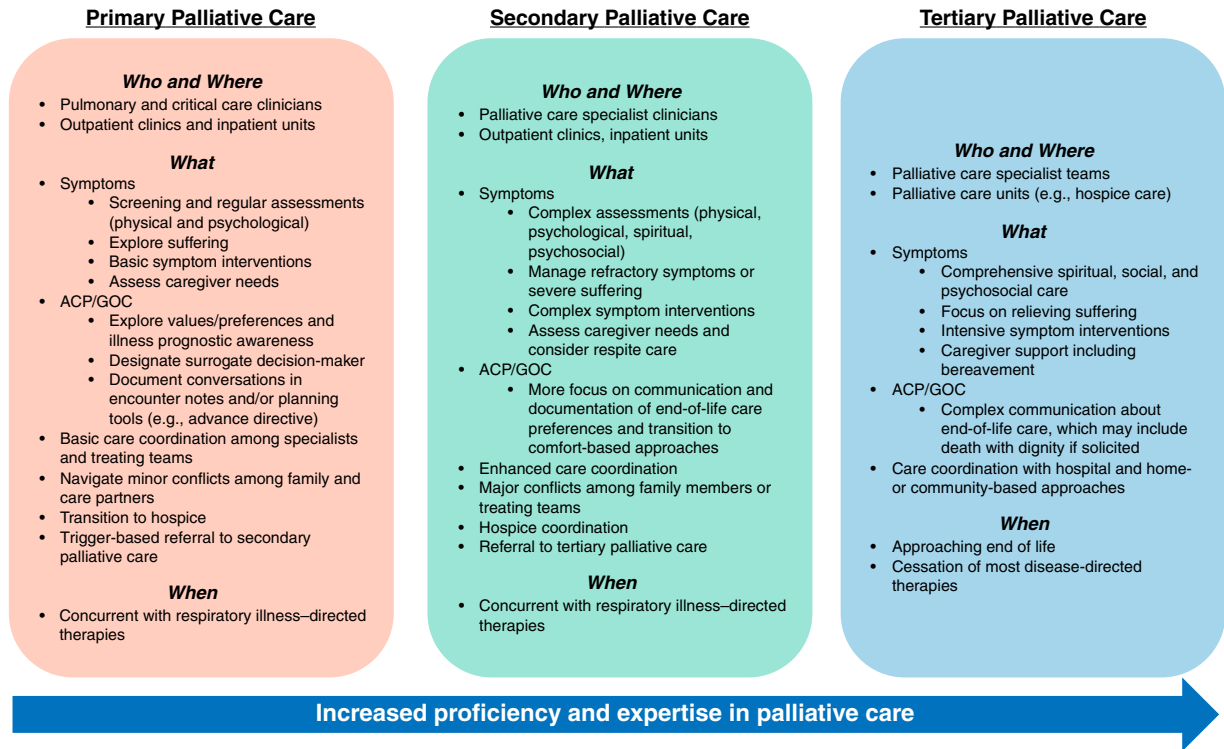 Primary Palliative Care
Who and Where
• Pulmonary and critical care clinicians
• Outpatient clinics and inpatient units
What
• Symptoms
• Screening and regular assessments
(physical and psychological)
• Explore suffering
• Basic symptom interventions
• Assess caregiver needs
• ACP/GOC
• Explore values/preferences and
illness prognostic awareness
• Designate surrogate decision-maker
• Document conversations in
encounter notes and/or planning
tools (e.g., advance directive)
• Basic care coordination among specialists
and treating teams
• Navigate minor conflicts among family and
care partners
• Transition to hospice
• Trigger-based referral to secondary
palliative care
When
• Concurrent with respiratory illness–directed
therapies
Secondary Palliative Care
Who and Where
• Palliative care specialist clinicians
• Outpatient clinics, inpatient units
What
• Symptoms
• Complex assessments (physical,
psychological, spiritual,
psychosocial)
• Manage refractory symptoms or
severe suffering
• Complex symptom interventions
• Assess caregiver needs and
consider respite care
• ACP/GOC
• More focus on communication and
documentation of end-of-life care
preferences and transition to
comfort-based approaches
• Enhanced care coordination
• Major conflicts among family members or
treating teams
• Hospice coordination
• Referral to tertiary palliative care
When
• Concurrent with respiratory illness–directed
therapies
Tertiary Palliative Care
Who and Where
• Palliative care specialist teams
• Palliative care units (e.g., hospice care)
What
• Symptoms
• Comprehensive spiritual, social, and
psychosocial care
• Focus on relieving suffering
• Intensive symptom interventions
• Caregiver support including
bereavement
• ACP/GOC
• Complex communication about
end-of-life care, which may include
death with dignity if solicited
• Care coordination with hospital and home-
or community-based approaches
When
• Approaching end of life
• Cessation of most disease-directed
therapies
Increased proficiency and expertise in palliative care